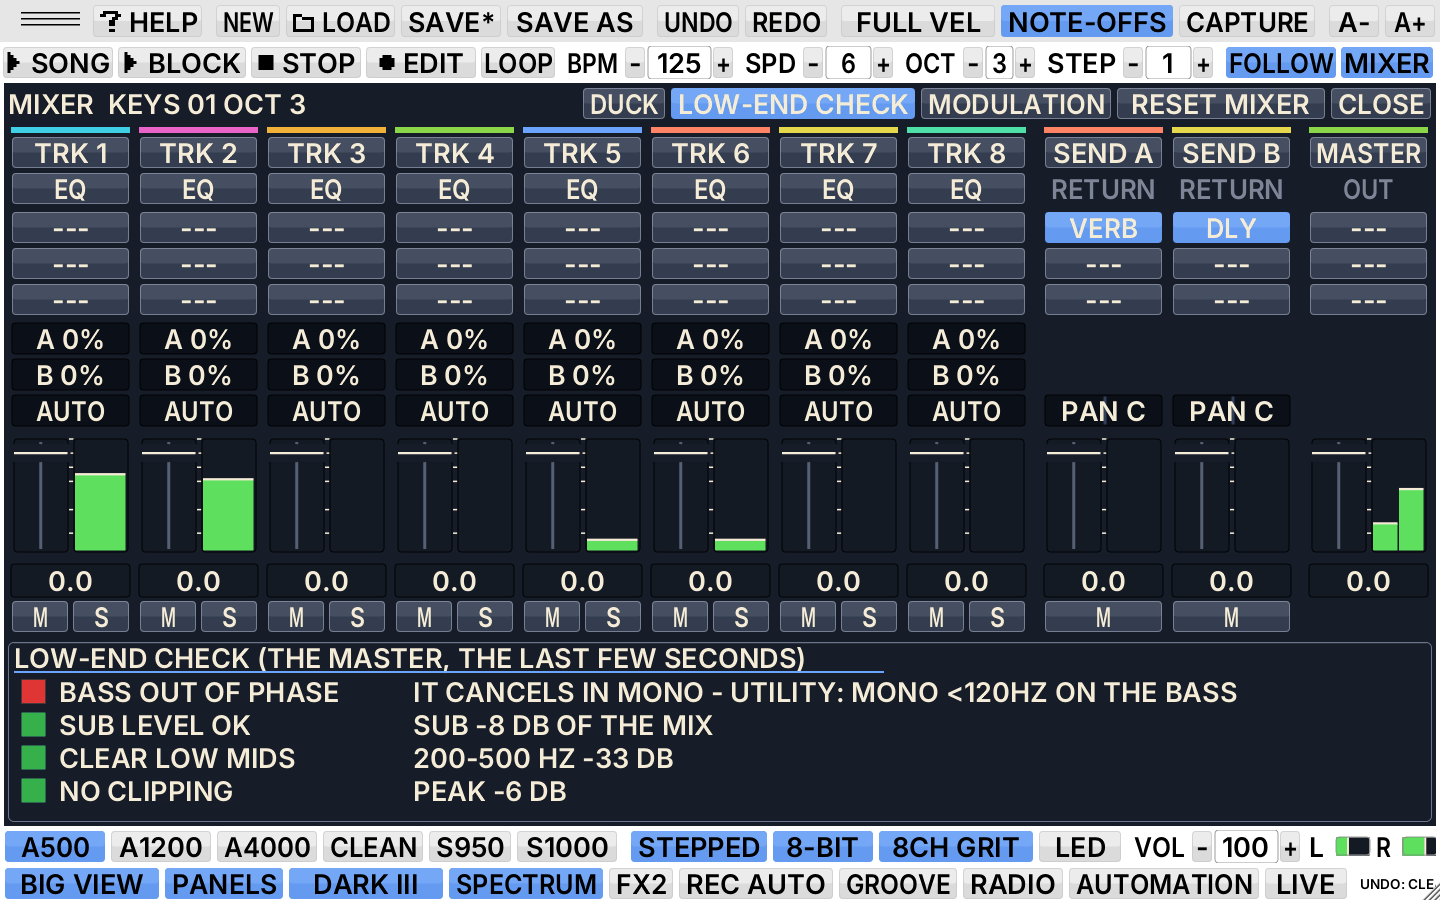 HELP NEW LOAD SAVE* SAVE AS UNDO REDO FULL VEL NOTE-OFFS CAPTURE A- A+
SONG BLOCK STOP EDIT LOOP BPM - 125 + SPD - 6 + OCT - 3 + STEP - 1 + FOLLOW MIXER
MIXER KEYS 01 OCT 3 DUCK LOW-END CHECK MODULATION RESET MIXER CLOSE
TRK 1 TRK 2 TRK 3 TRK 4 TRK 5 TRK 6 TRK 7 TRK 8 SEND A SEND B MASTER
EQ EQ EQ EQ EQ EQ EQ EQ RETURN RETURN OUT
--- --- --- --- --- --- --- --- VERB DLY ---
--- --- --- --- --- --- --- --- --- --- ---
--- --- --- --- --- --- --- --- --- --- ---
A 0% A 0% A 0% A 0% A 0% A 0% A 0% A 0%
B 0% B 0% B 0% B 0% B 0% B 0% B 0% B 0%
AUTO AUTO AUTO AUTO AUTO AUTO AUTO AUTO PAN C PAN C
0.0 0.0 0.0 0.0 0.0 0.0 0.0 0.0 0.0 0.0 0.0
M S M S M S M S M S M S M S M S M M
LOW-END CHECK (THE MASTER, THE LAST FEW SECONDS)
BASS OUT OF PHASE IT CANCELS IN MONO - UTILITY: MONO <120HZ ON THE BASS
SUB LEVEL OK SUB -8 DB OF THE MIX
CLEAR LOW MIDS 200-500 HZ -33 DB
NO CLIPPING PEAK -6 DB
A500 A1200 A4000 CLEAN S950 S1000 STEPPED 8-BIT 8CH GRIT LED VOL - 100 + L R
BIG VIEW PANELS DARK III SPECTRUM FX2 REC AUTO GROOVE RADIO AUTOMATION LIVE UNDO: CLE